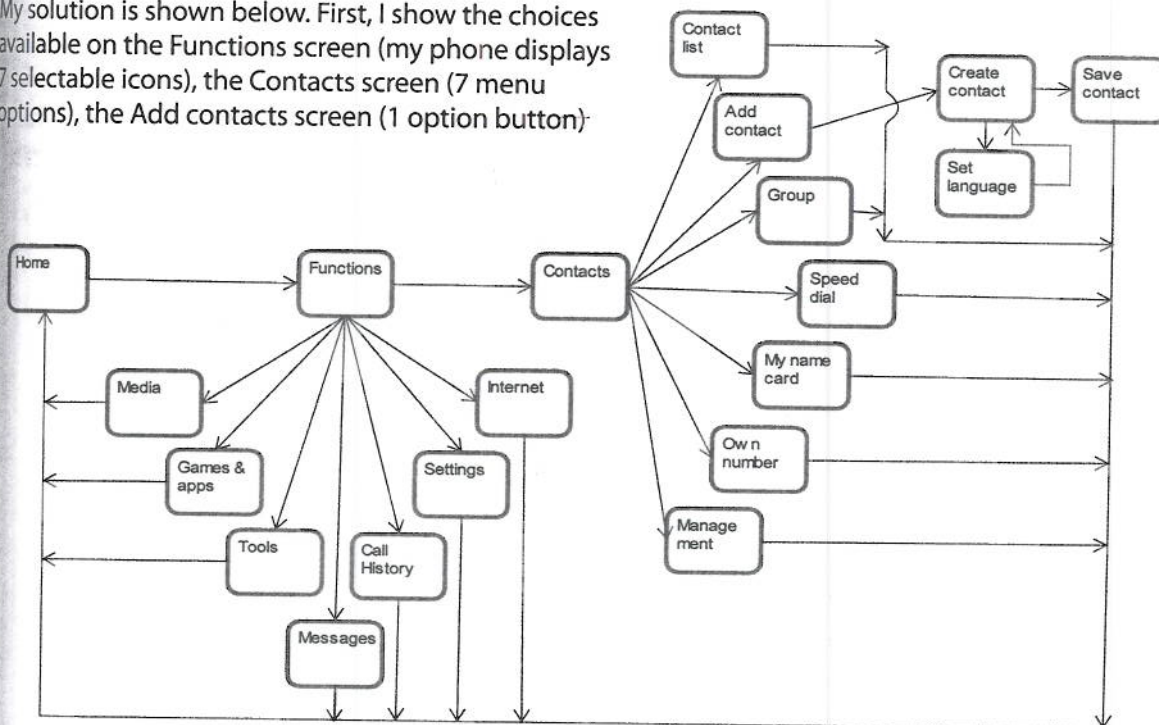 My solution is shown below. First, I show the choices
available on the Functions screen (my phone displays
7 selectable icons), the Contacts screen (7 menu
options), the Add contacts screen (1 option button)
Contact
list
Add
contact
Create
contact
Save
contact
Set
language
Group
Home
Functions
Contacts
Speed
dial
Media
Internet
My name
card
Games &
apps
Settings
Own
number
Tools
Call
History
Manage
ment
Messages